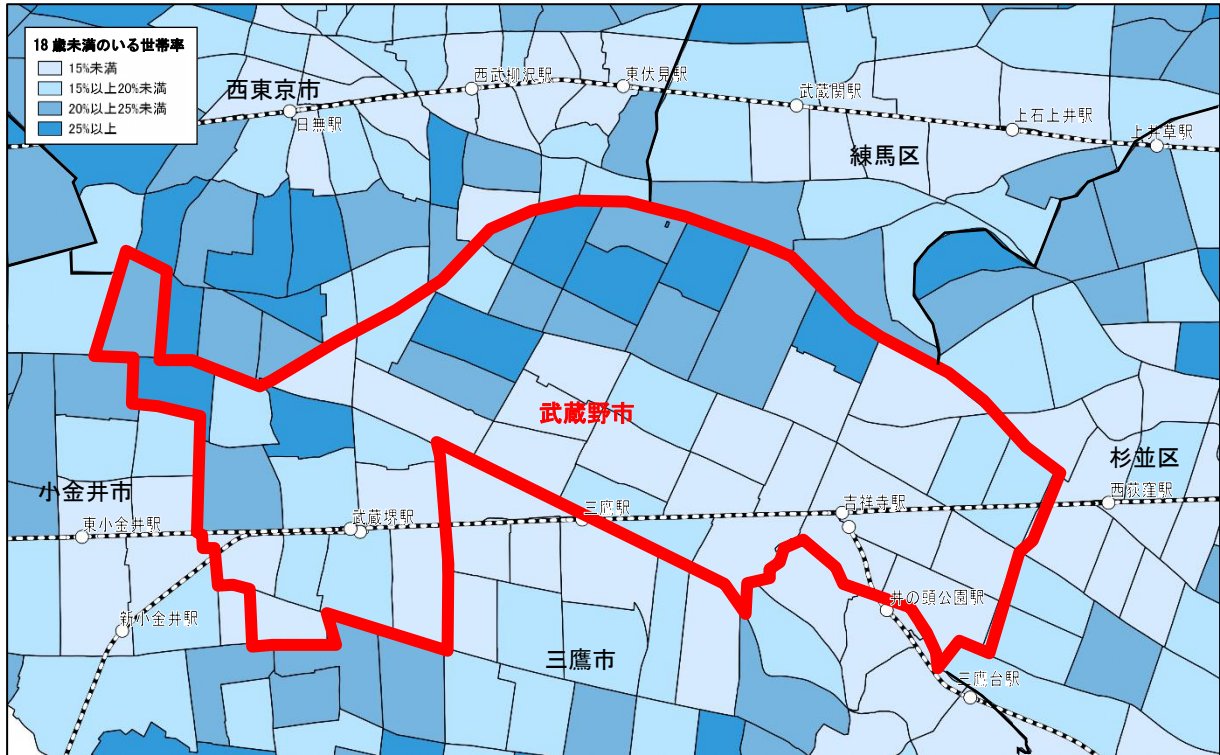 18歳未満のいる世帯率
15%未満
15%以上20%未満
20%以上25%未満
25%以上
西東京市
西武柳沢駅
東伏見駅
武蔵関駅
田無駅
上石上井駅
上井草駅
練馬区
武蔵野市
杉並区
西荻窪駅
小金井市
東小金井駅
武蔵堺駅
三鷹駅
吉祥寺駅
新小金井駅
井の頭公園駅
三鷹市
三鷹台駅